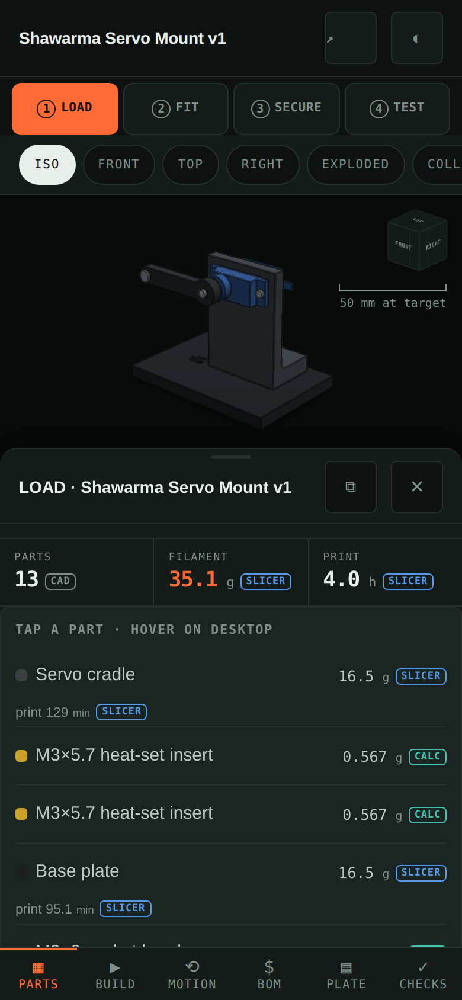 Shawarma Servo Mount v1
1 LOAD
2 FIT
3 SECURE
4 TEST
ISO
FRONT
TOP
RIGHT
EXPLODED
COLL
TOP
FRONT
RIGHT
50 mm at target
LOAD · Shawarma Servo Mount v1
PARTS
13 CAD
FILAMENT
35.1 g SLICER
PRINT
4.0 h SLICER
TAP A PART · HOVER ON DESKTOP
Servo cradle 16.5 g SLICER
print 129 min SLICER
M3×5.7 heat-set insert 0.567 g CALC
M3×5.7 heat-set insert 0.567 g CALC
Base plate 16.5 g SLICER
print 95.1 min SLICER
PARTS
BUILD
MOTION
$ BOM
PLATE
CHECKS